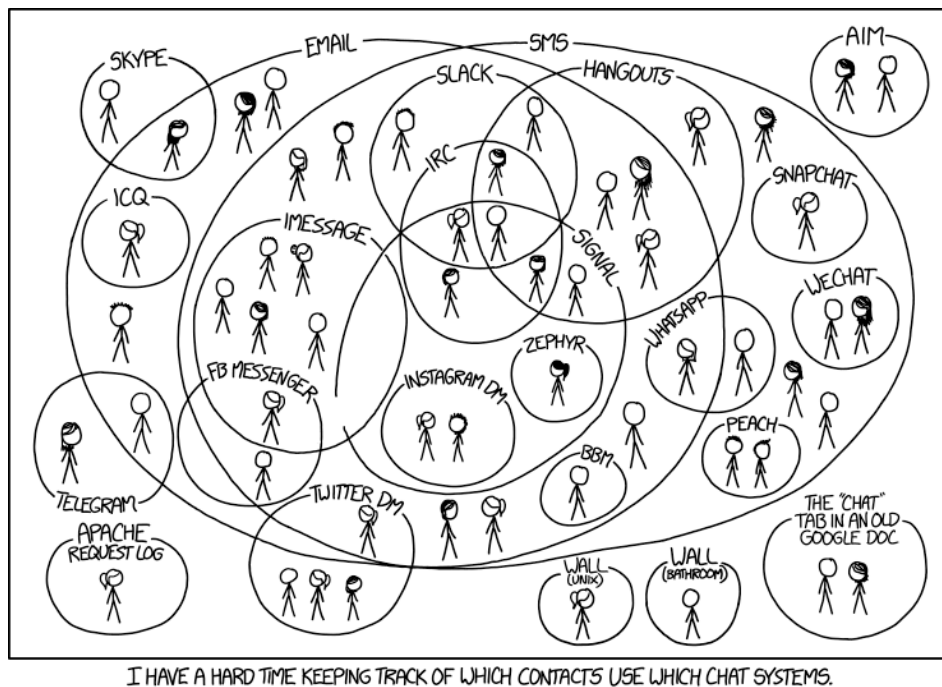 SKYPE
EMAIL
SMS
AIM
SLACK
HANGOUTS
IRC
ICQ
SNAPCHAT
IMESSAGE
SIGNAL
WECHAT
WHATSAPP
ZEPHYR
FB MESSENGER
INSTAGRAM DM
PEACH
BBM
TELEGRAM
TWITTER DM
APACHE
REQUEST LOG
WALL
(UNIX)
WALL
(BATHROOM)
THE "CHAT"
TAB IN AN OLD
GOOGLE DOC
I HAVE A HARD TIME KEEPING TRACK OF WHICH CONTACTS USE WHICH CHAT SYSTEMS.